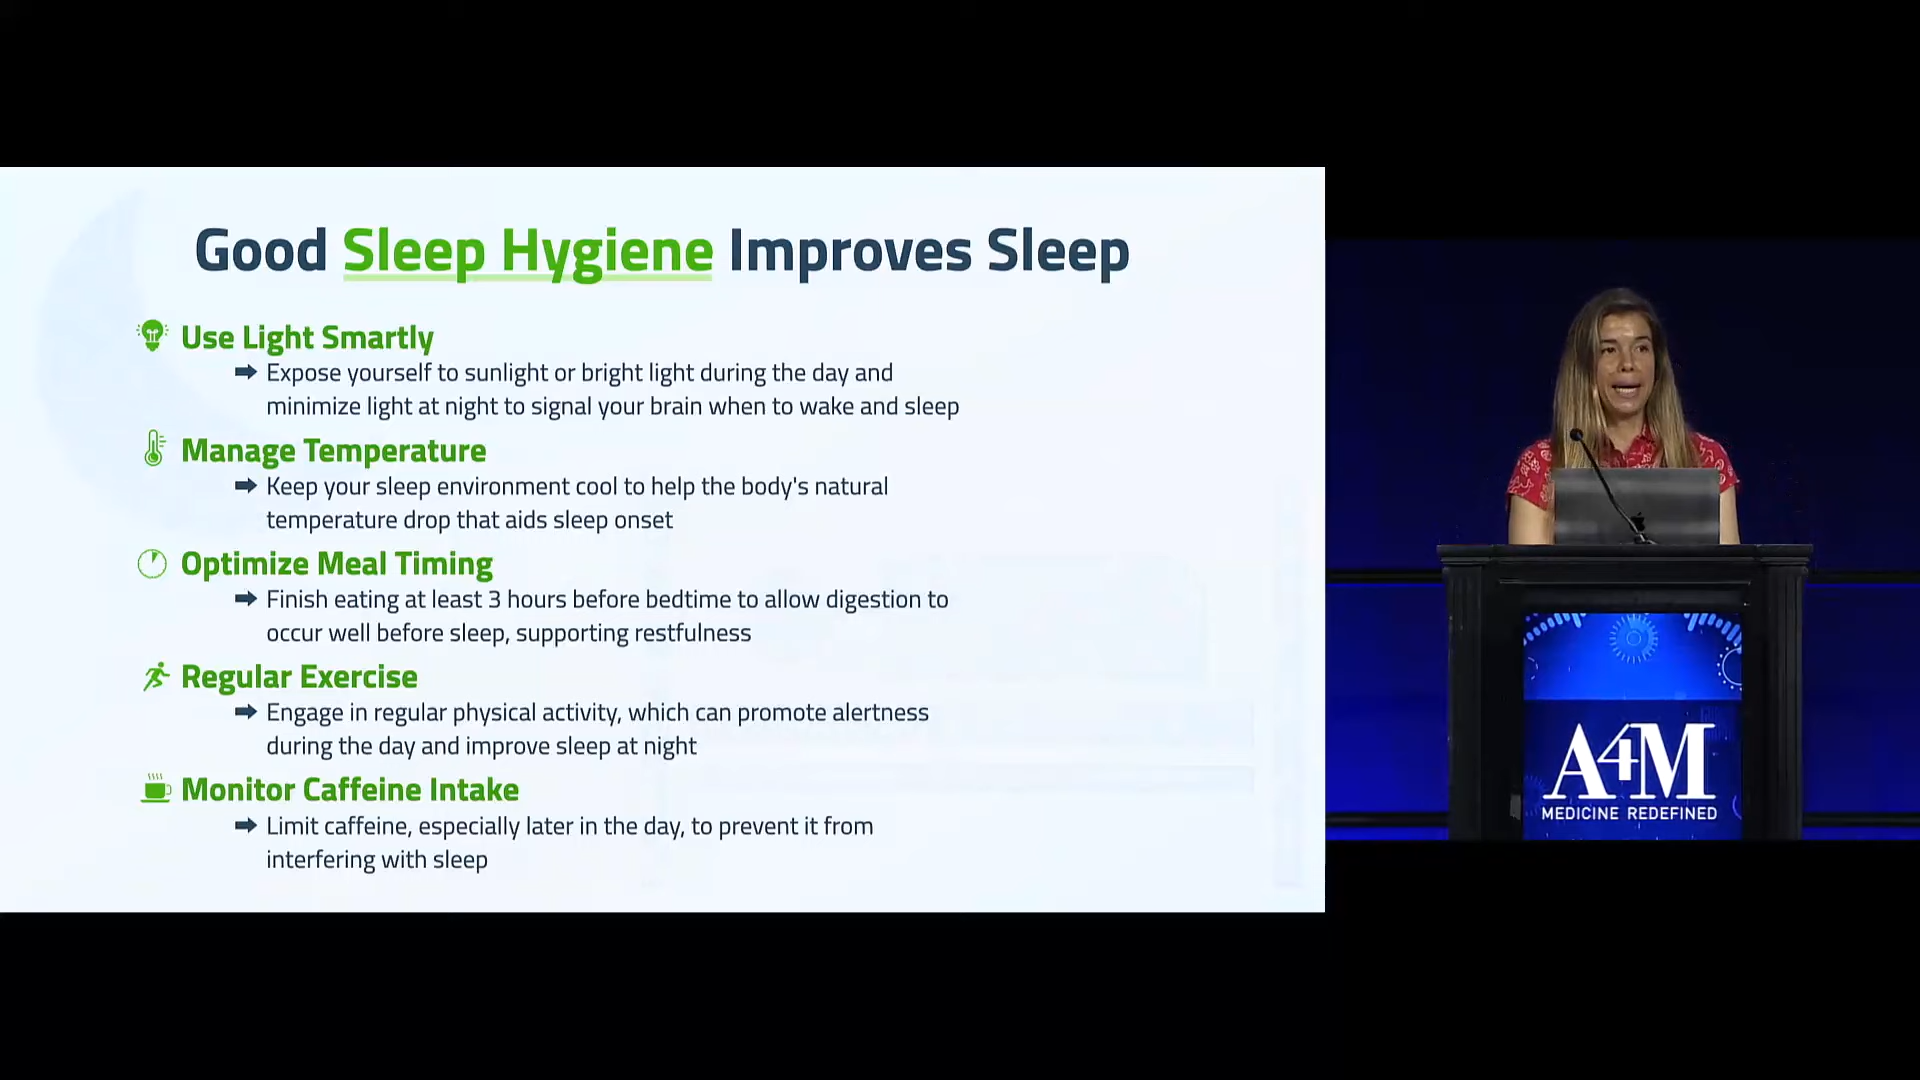 Good Sleep Hygiene Improves Sleep
Use Light Smartly
Expose yourself to sunlight or bright light during the day and
minimize light at night to signal your brain when to wake and sleep
Manage Temperature
Keep your sleep environment cool to help the body's natural
temperature drop that aids sleep onset
Optimize Meal Timing
Finish eating at least 3 hours before bedtime to allow digestion to
occur well before sleep, supporting restfulness
Regular Exercise
Engage in regular physical activity, which can promote alertness
during the day and improve sleep at night
Monitor Caffeine Intake
Limit caffeine, especially later in the day, to prevent it from
interfering with sleep
A4M
MEDICINE REDEFINED